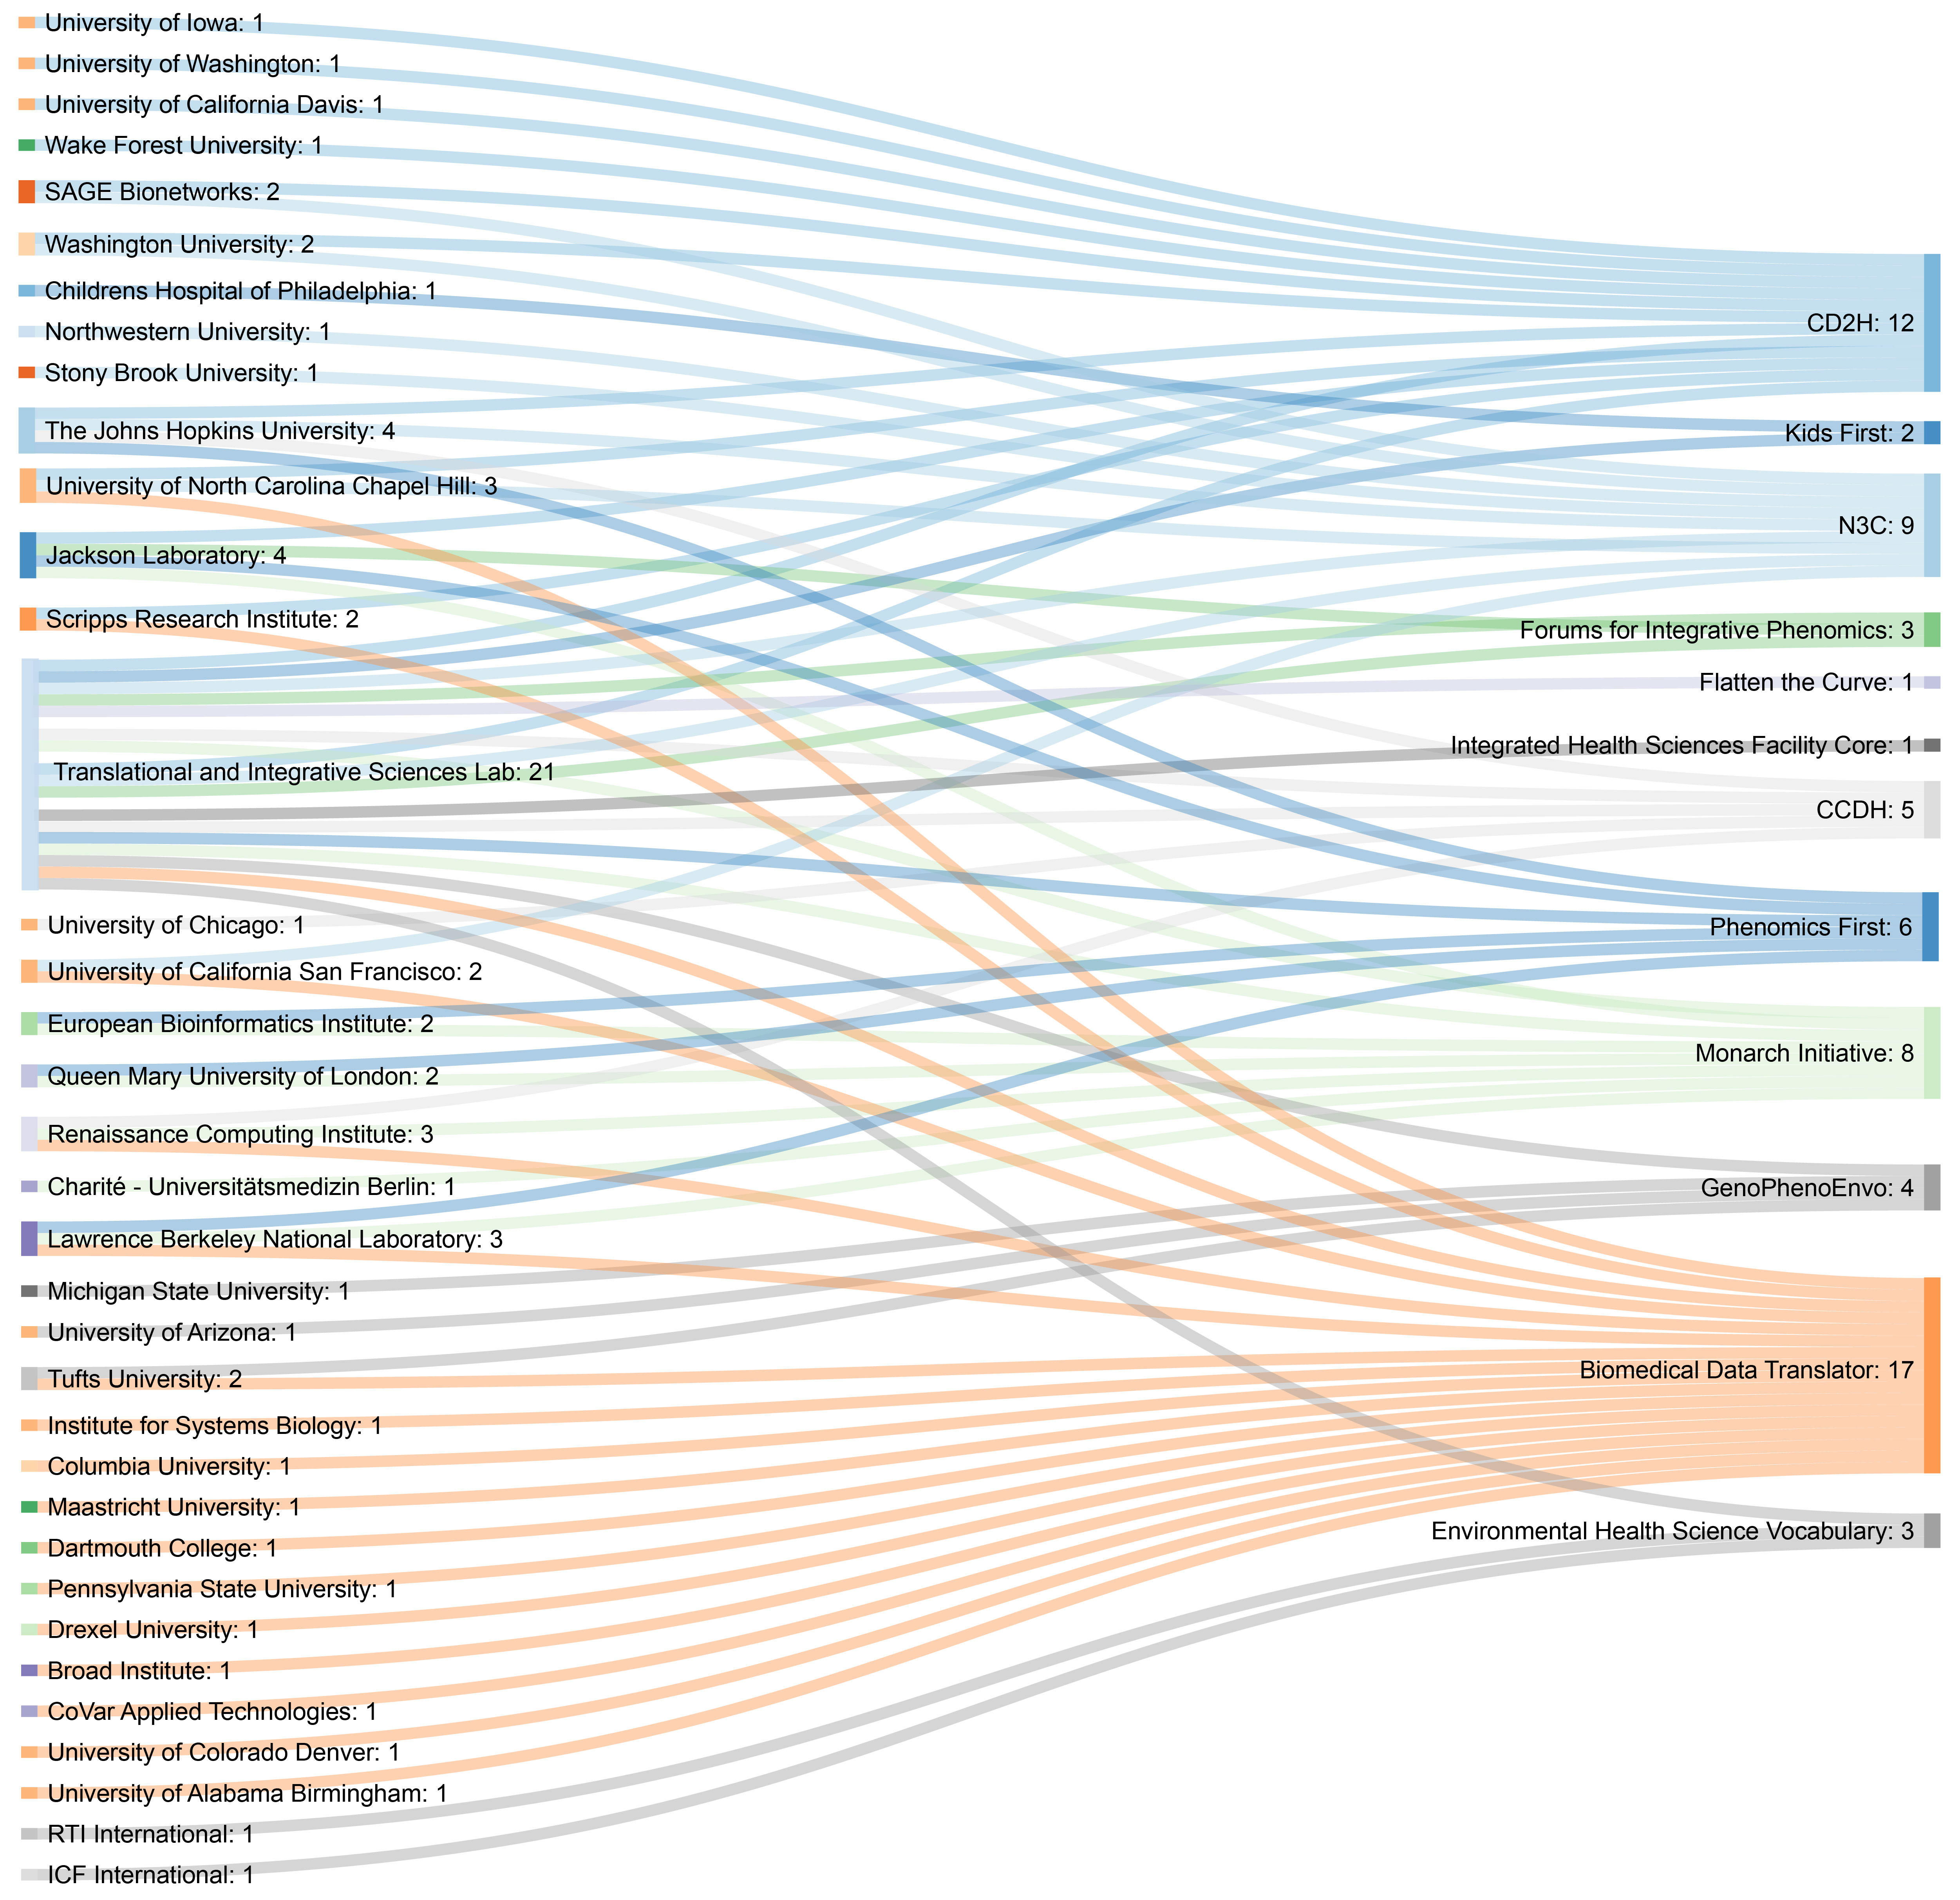 University of Iowa: 1
University of Washington: 1
University of California Davis: 1
Wake Forest University: 1
SAGE Bionetworks: 2
Washington University: 2
Childrens Hospital of Philadelphia: 1
Northwestern University: 1
Stony Brook University: 1
The Johns Hopkins University: 4
University of North Carolina Chapel Hill: 3
Jackson Laboratory: 4
Scripps Research Institute: 2
Translational and Integrative Sciences Lab: 21
University of Chicago: 1
University of California San Francisco: 2
European Bioinformatics Institute: 2
Queen Mary University of London: 2
Renaissance Computing Institute: 3
Charité - Universitätsmedizin Berlin: 1
Lawrence Berkeley National Laboratory: 3
Michigan State University: 1
University of Arizona: 1
Tufts University: 2
Institute for Systems Biology: 1
Columbia University: 1
Maastricht University: 1
Dartmouth College: 1
Pennsylvania State University: 1
Drexel University: 1
Broad Institute: 1
CoVar Applied Technologies: 1
University of Colorado Denver: 1
University of Alabama Birmingham: 1
RTI International: 1
ICF International: 1
CD2H: 12
Kids First: 2
N3C: 9
Forums for Integrative Phenomics: 3
Flatten the Curve: 1
Integrated Health Sciences Facility Core: 1
CCDH: 5
Phenomics First: 6
Monarch Initiative: 8
GenoPhenoEnvo: 4
Biomedical Data Translator: 17
Environmental Health Science Vocabulary: 3